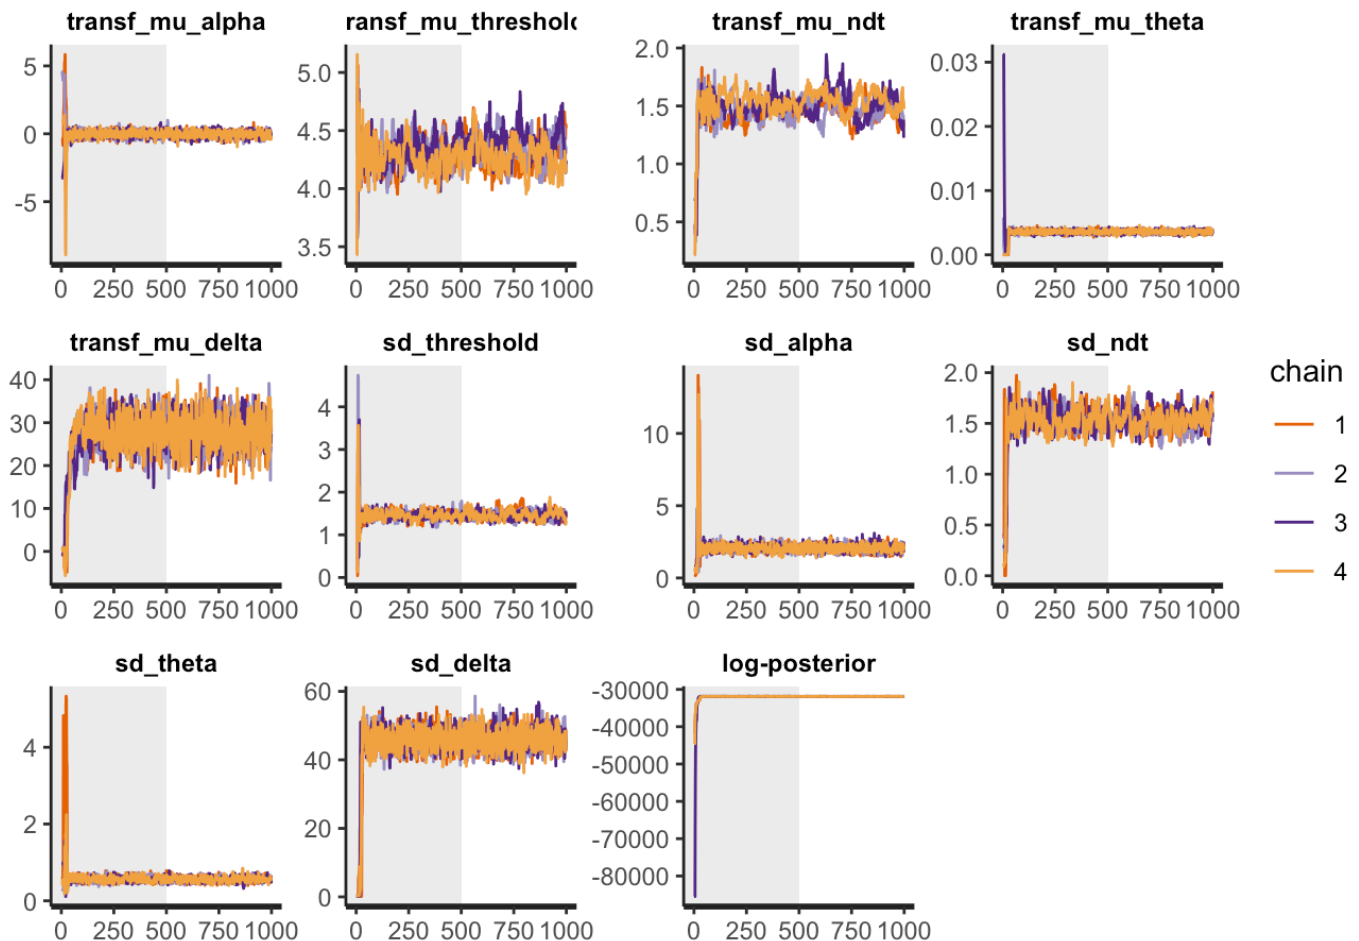 transf_mu_alpha
ransf_mu_threshol
transf_mu_ndt
transf_mu_theta
5
0
-5
0 250 500 750 1000
5.0
4.5
4.0
3.5
0 250 500 750 1000
2.0
1.5
1.0
0.5
0 250 500 750 1000
0.03
0.02
0.01
0.00
0 250 500 750 1000
transf_mu_delta
sd_threshold
sd_alpha
sd_ndt
40
30
20
10
0
0 250 500 750 1000
4
3
2
1
0
0 250 500 750 1000
10
5
0
0 250 500 750 1000
2.0
1.5
1.0
0.5
0.0
0 250 500 750 1000
chain
1
2
3
4
sd_theta
sd_delta
log-posterior
4
2
0
0 250 500 750 1000
60
40
20
0
0 250 500 750 1000
-30000
-40000
-50000
-60000
-70000
-80000
0 250 500 750 1000